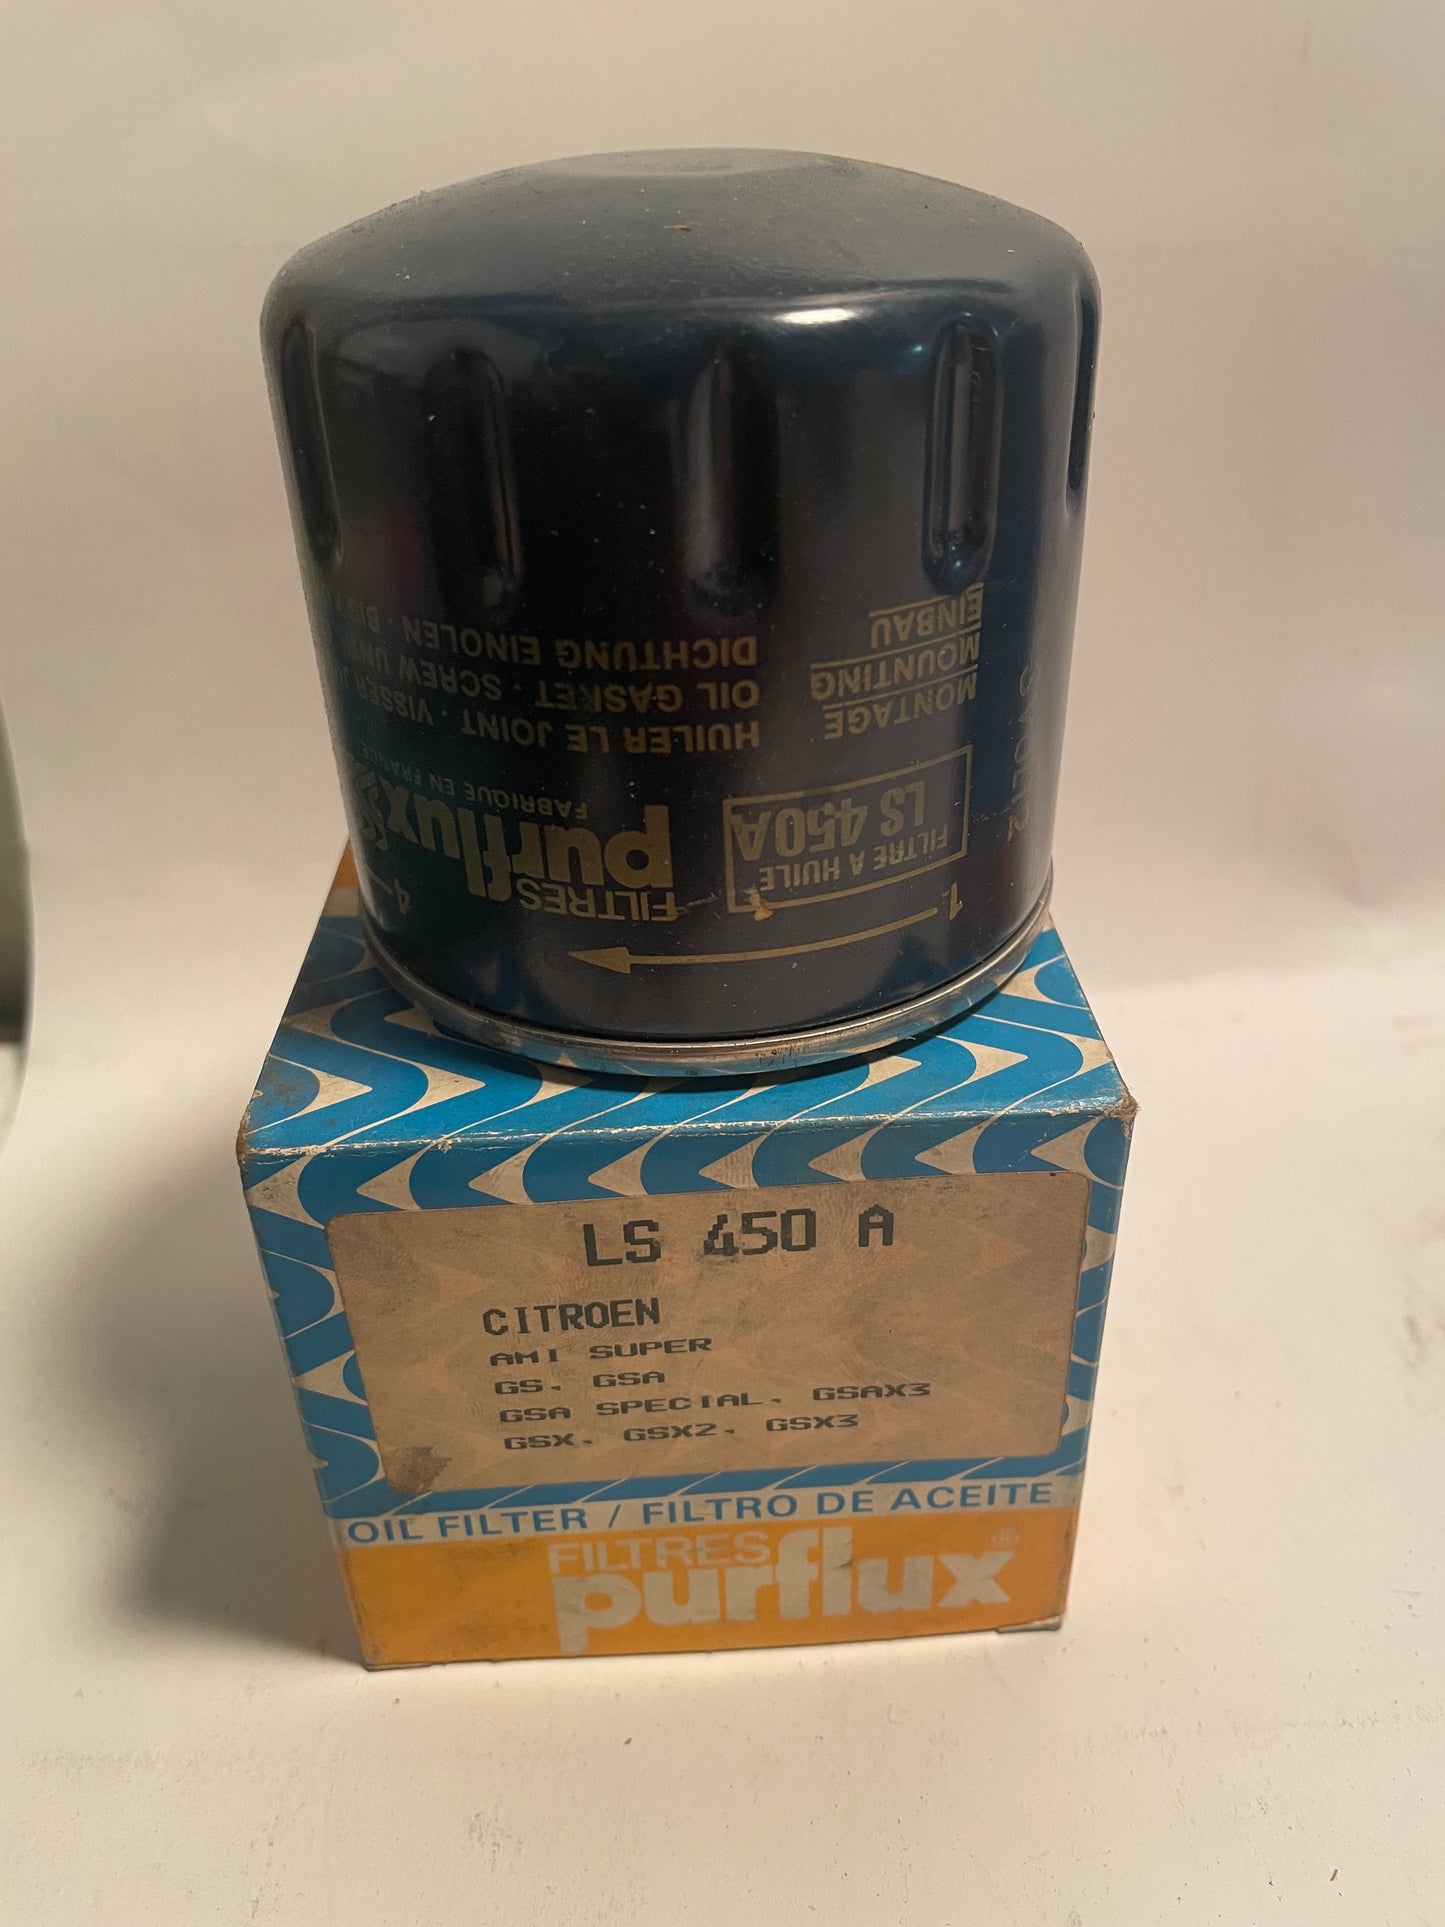 FILTRES
purflux
FABRIQUE EN FRANCE
FILTRE A HUILE
LS 450A
HUILER LE JOINT · VISSER
OIL GASKET · SCREW
DICHTUNG EINOLEN ·
MONTAGE
MOUNTING
EINBAU
1
4
LS 450 A
CITROEN
AMI SUPER
GS, GSA
GSA SPECIAL, GSAX3
GSX, GSX2, GSX3
OIL FILTER / FILTRO DE ACEITE
FILTRES
purflux®